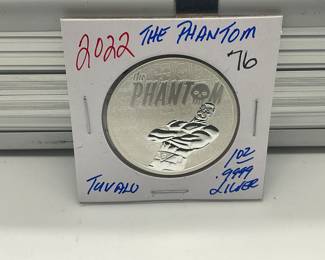 2022 THE PHANTOM
76
the
PHANTOM
TUVALU
1oz
.9999
SILVER